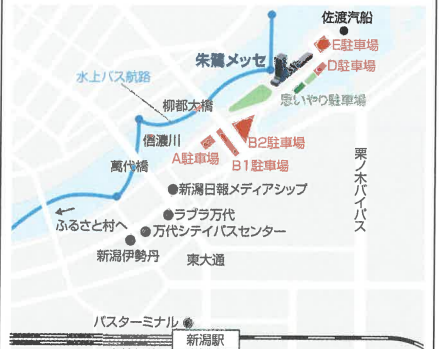 佐渡汽船
E駐車場
朱鷺メッセ
D駐車場
水上バス航路
思いやり駐車場
柳都大橋
信濃川
B2駐車場
A駐車場
B1駐車場
萬代橋
栗ノ木バイパス
新潟日報メディアシップ
ラブラ万代
ふるさと村へ
万代シテイバスセンター
新潟伊勢丹
東大通
バスターミナル
新潟駅